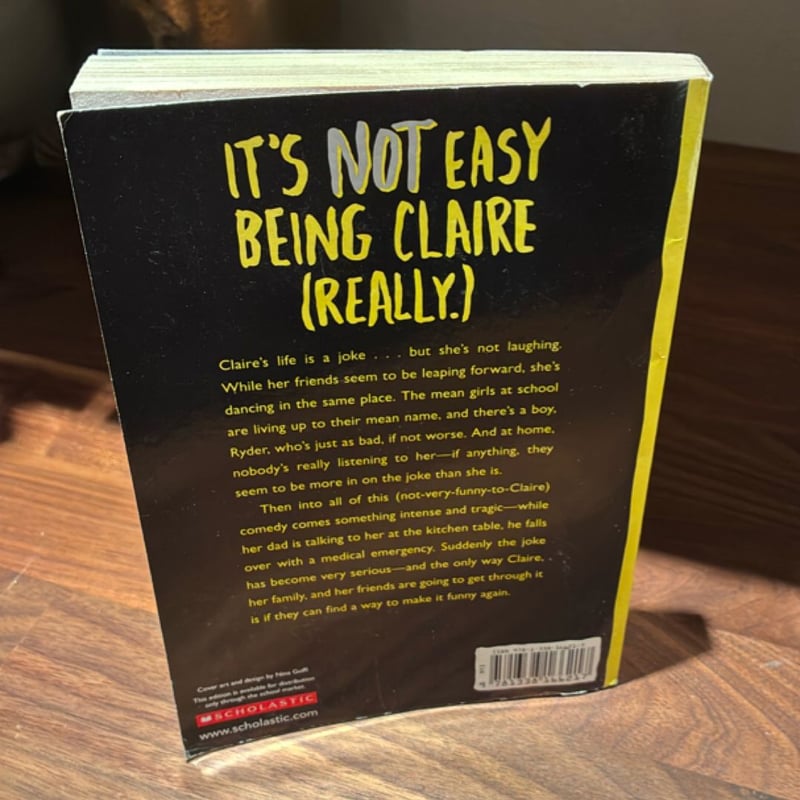 IT'S NOT EASY
BEING CLAIRE
(REALLY.)
Claire's life is a joke . . . but she's not laughing.
While her friends seem to be leaping forward, she's
dancing in the same place. The mean girls at school
are living up to their mean name, and there's a boy,
Ryder, who's just as bad, if not worse. And at home,
nobody's really listening to her—if anything, they
seem to be more in on the joke than she is.
Then into all of this (not-very-funny-to-Claire)
comedy comes something intense and tragic—while
her dad is talking to her at the kitchen table, he falls
over with a medical emergency. Suddenly the joke
has become very serious—and the only way Claire,
her family, and her friends are going to get through it
is if they can find a way to make it funny again.
Cover art and design by Nina Goffi
This edition is available for distribution
only through the school market.
SCHOLASTIC
www.scholastic.com
ISBN